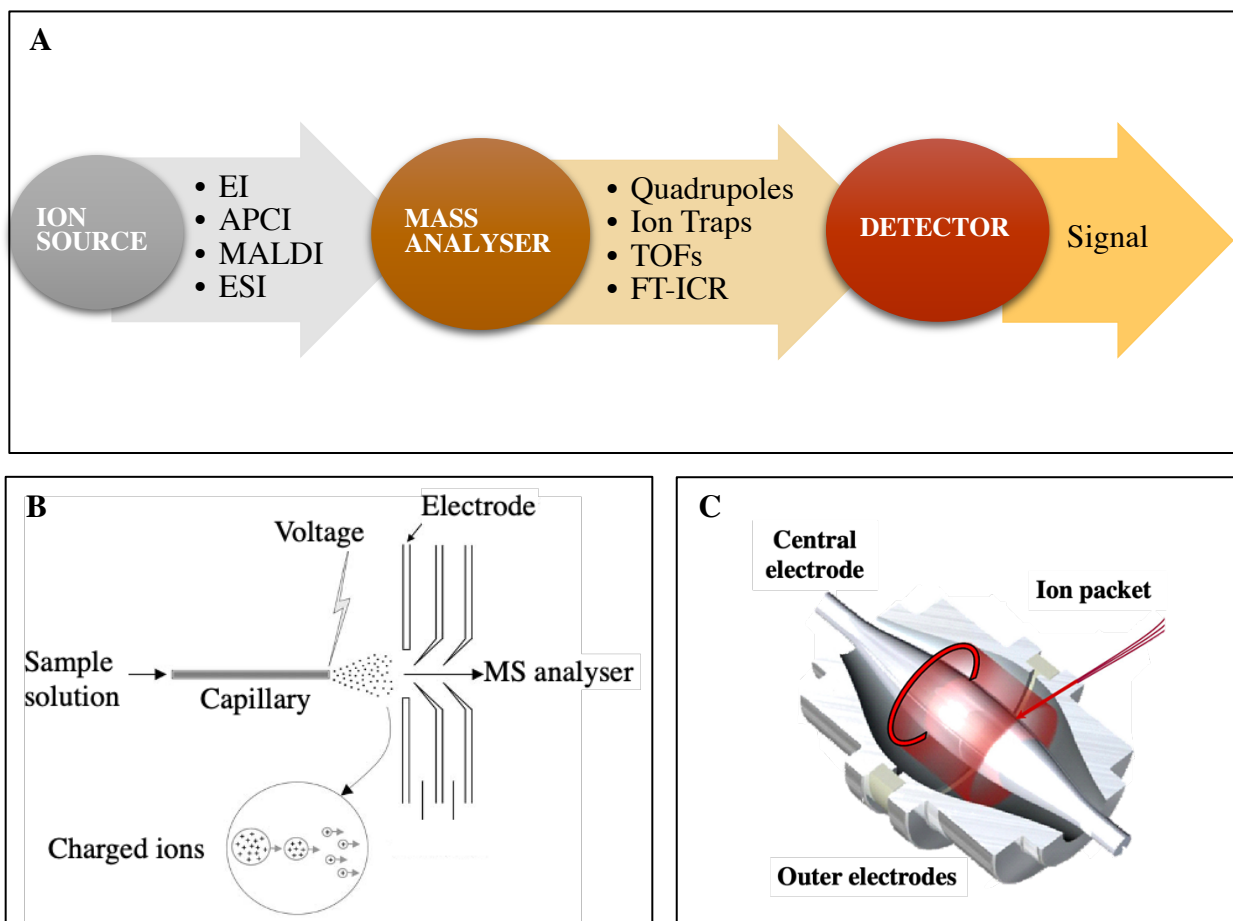 A
ION
SOURCE
• EI
• APCI
• MALDI
• ESI
MASS
ANALYSER
• Quadrupoles
• Ion Traps
• TOFs
• FT-ICR
DETECTOR
Signal
B
Electrode
Voltage
Sample
solution
Capillary
MS analyser
Charged ions
C
Central
electrode
Ion packet
Outer electrodes